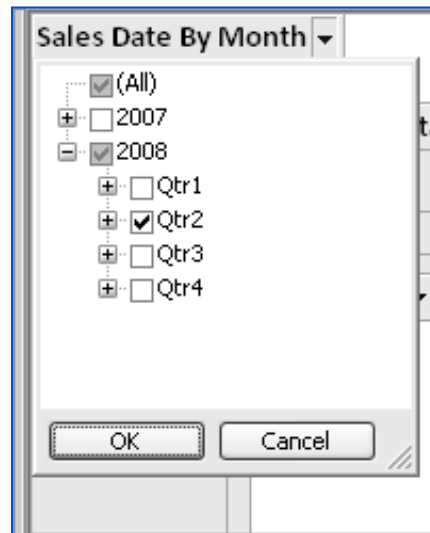 Sales Date By Month
(All)
2007
2008
Qtr1
Qtr2
Qtr3
Qtr4
OK Cancel